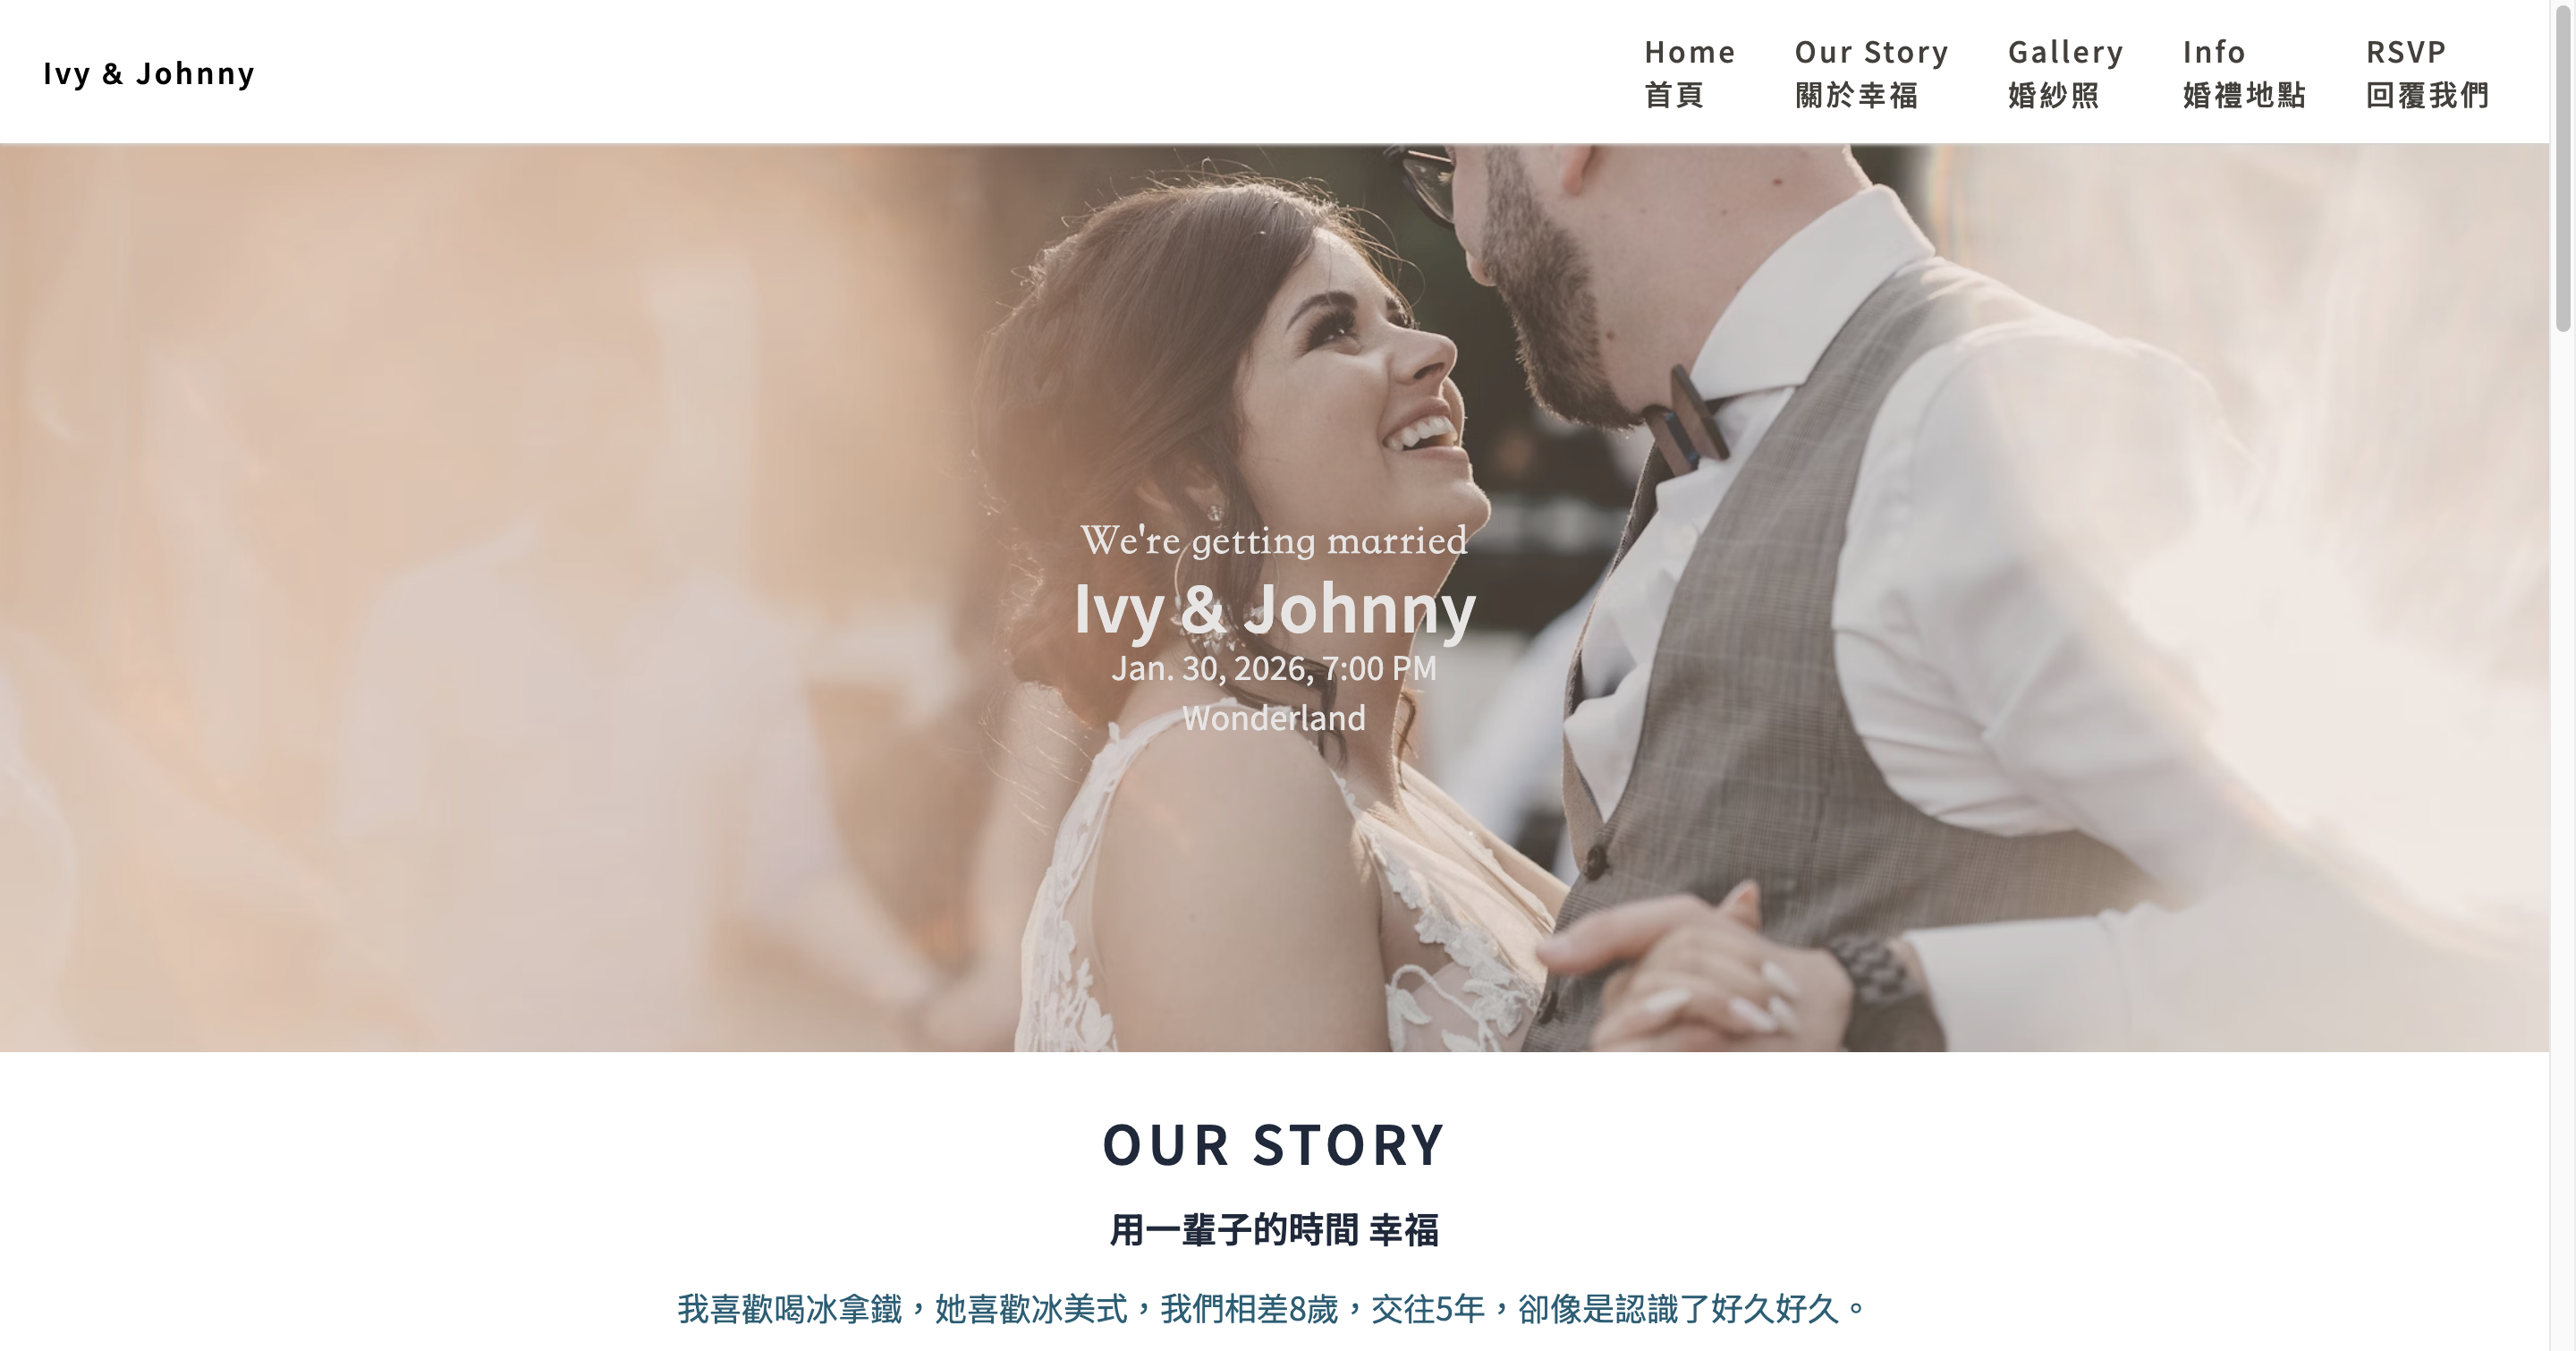 Ivy & Johnny
Home
首頁
Our Story
關於幸福
Gallery
婚紗照
Info
婚禮地點
RSVP
回覆我們
We're getting married
Ivy & Johnny
Jan. 30, 2026, 7:00 PM
Wonderland
OUR STORY
用一輩子的時間 幸福
我喜歡喝冰拿鐵，她喜歡冰美式，我們相差8歲，交往5年，卻像是認識了好久好久。